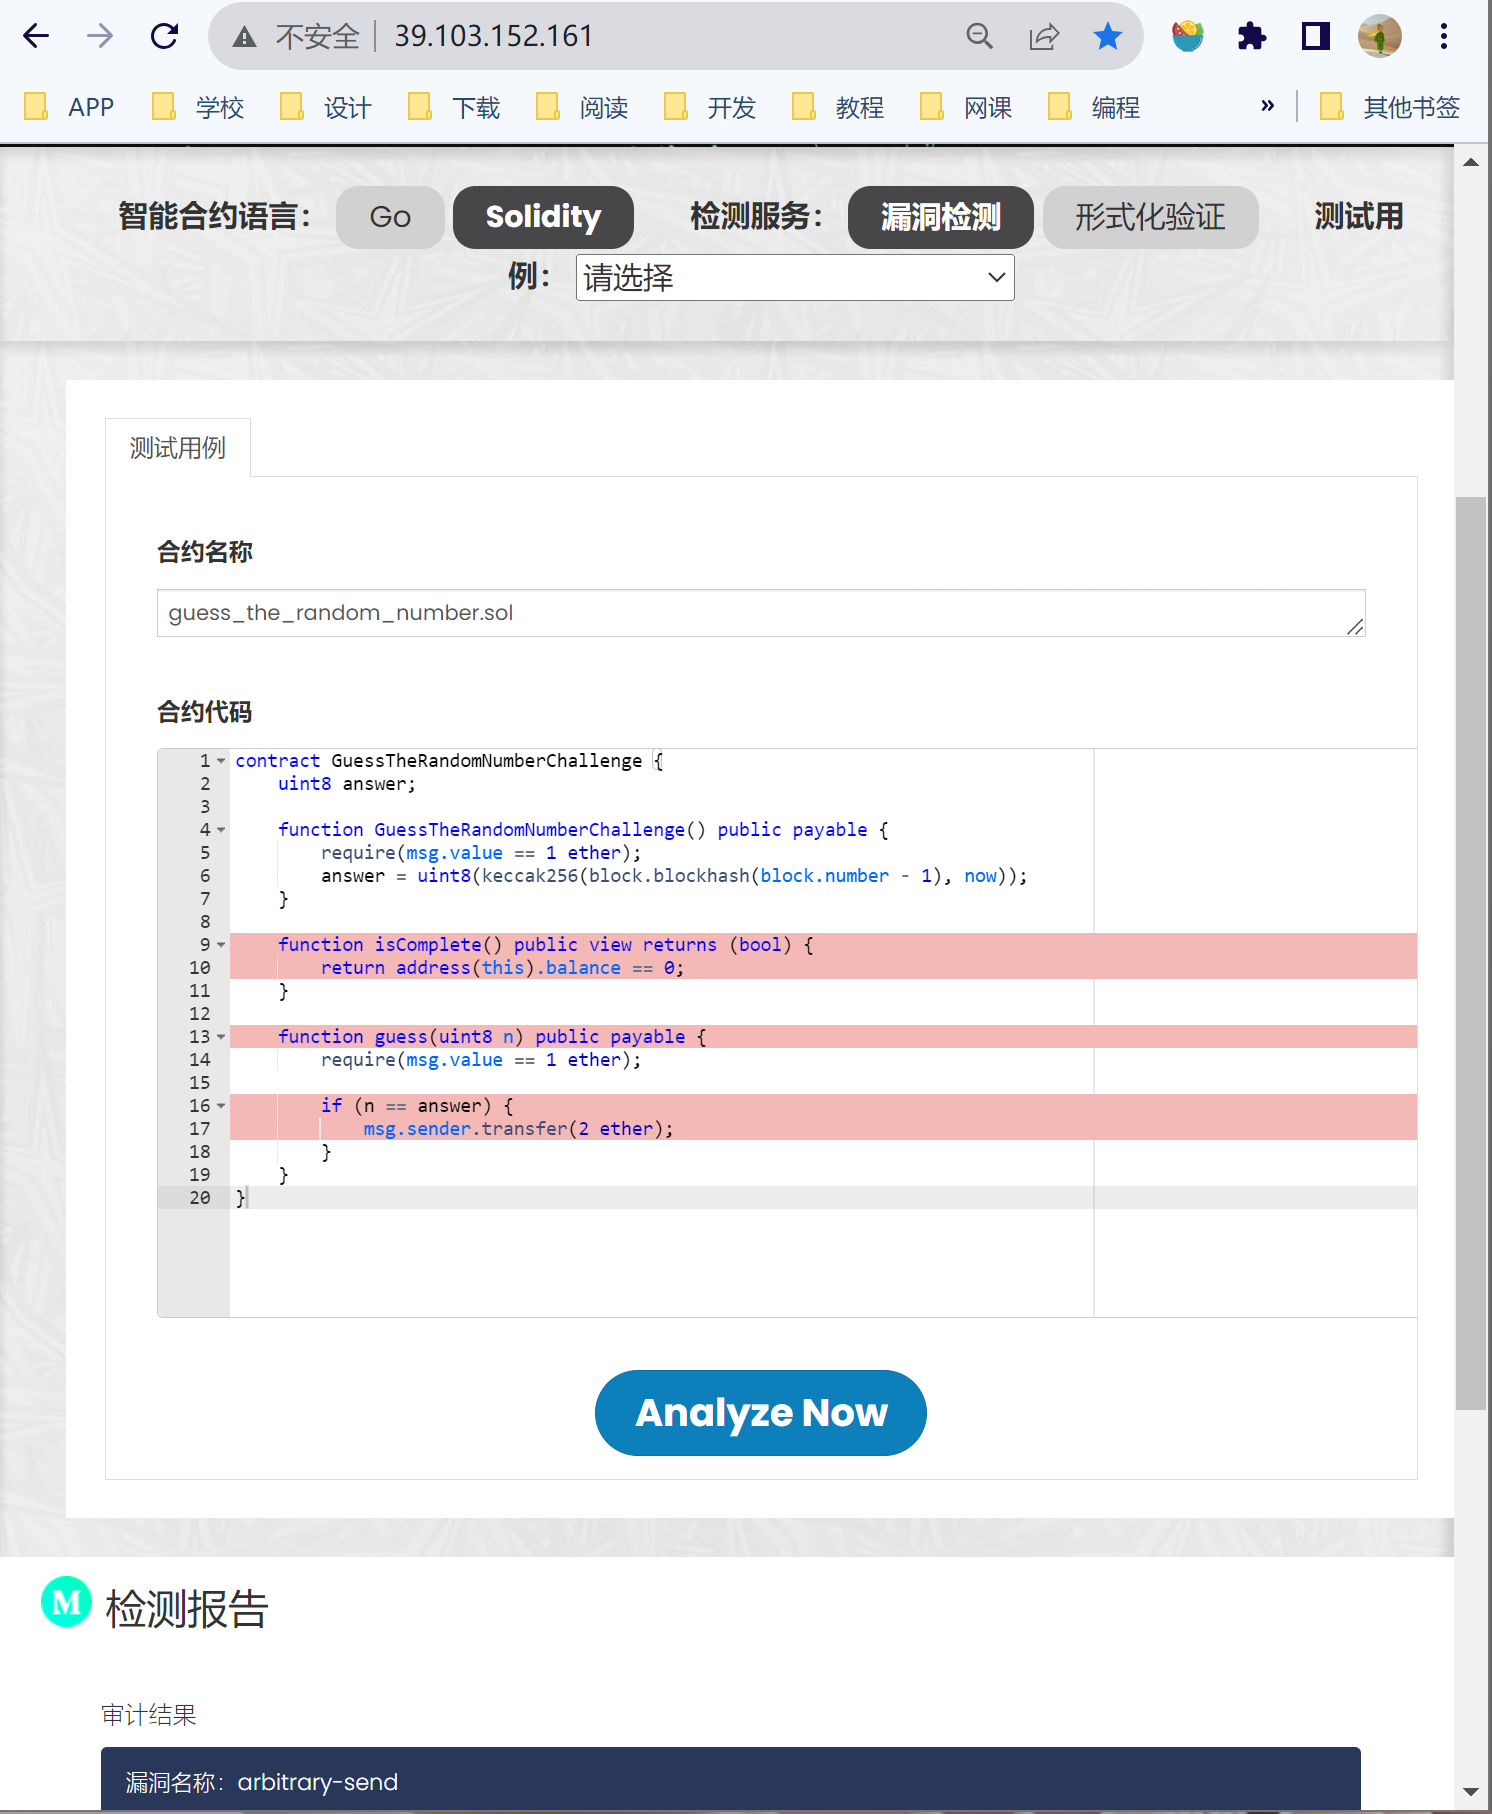 不安全 39.103.152.161
APP 学校 设计 下载 阅读 开发 教程 网课 编程 » 其他书签
智能合约语言： Go Solidity 检测服务： 漏洞检测 形式化验证 测试用
例： 请选择
测试用例
合约名称
guess_the_random_number.sol
合约代码
1 contract GuessTheRandomNumberChallenge {
2 uint8 answer;
3
4 function GuessTheRandomNumberChallenge() public payable {
5 require(msg.value == 1 ether);
6 answer = uint8(keccak256(block.blockhash(block.number - 1), now));
7 }
8
9 function isComplete() public view returns (bool) {
10 return address(this).balance == 0;
11 }
12
13 function guess(uint8 n) public payable {
14 require(msg.value == 1 ether);
15
16 if (n == answer) {
17 msg.sender.transfer(2 ether);
18 }
19 }
20 }
Analyze Now
M 检测报告
审计结果
漏洞名称：arbitrary-send